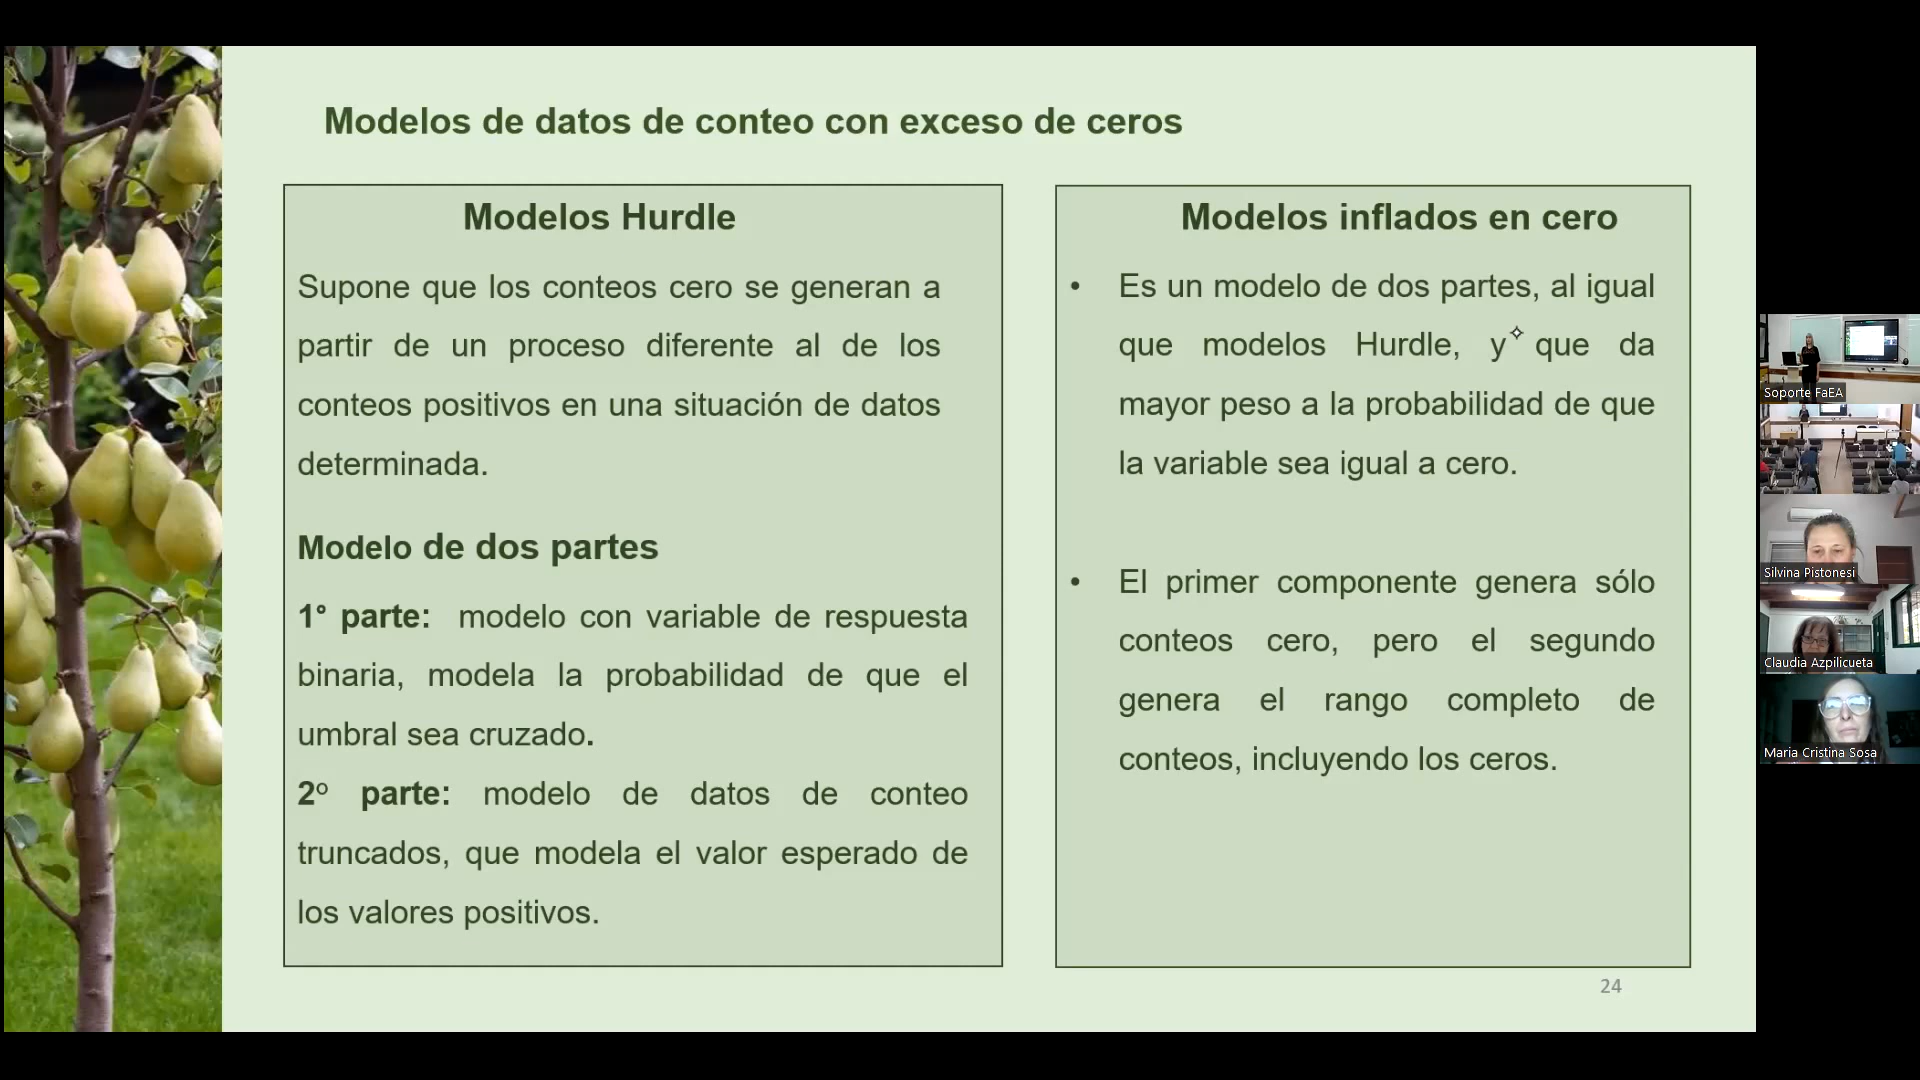 Modelos de datos de conteo con exceso de ceros
Modelos Hurdle
Supone que los conteos cero se generan a
partir de un proceso diferente al de los
conteos positivos en una situación de datos
determinada.
Modelo de dos partes
1° parte: modelo con variable de respuesta
binaria, modela la probabilidad de que el
umbral sea cruzado.
2° parte: modelo de datos de conteo
truncados, que modela el valor esperado de
los valores positivos.
Modelos inflados en cero
• Es un modelo de dos partes, al igual
que modelos Hurdle, y que da
mayor peso a la probabilidad de que
la variable sea igual a cero.
• El primer componente genera sólo
conteos cero, pero el segundo
genera el rango completo de
conteos, incluyendo los ceros.
24
Soporte FaEA
Silvina Pistonesi
Claudia Azpilicueta
Maria Cristina Sosa